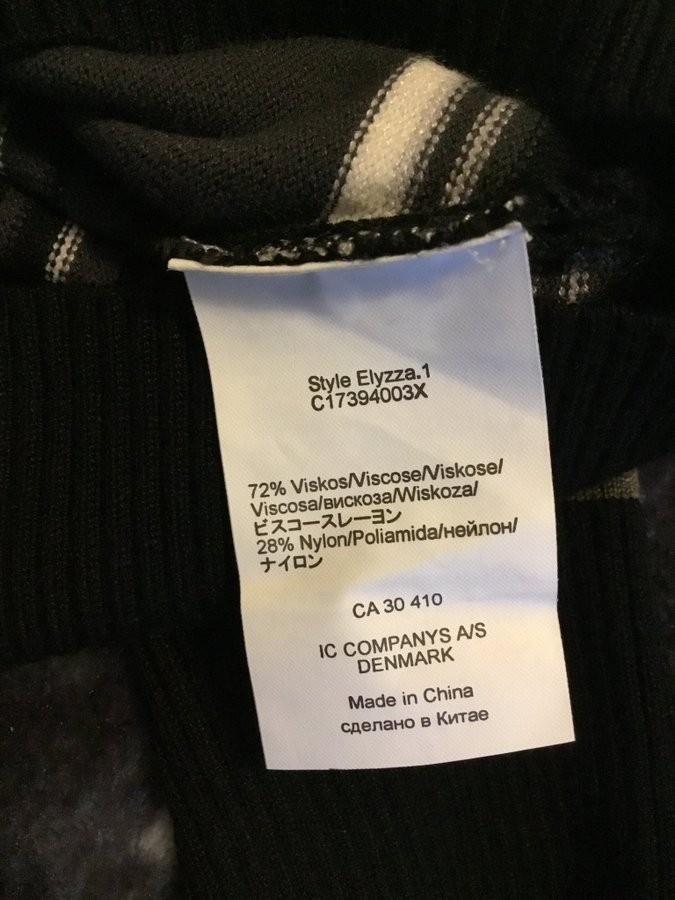 Style Elyzza.1
C17394003X
72% Viskos/Viscose/Viskose/
Viscosa/вискоза/Wiskoza/
ビスコースレーヨン
28% Nylon/Poliamida/нейлон/
ナイロン
CA 30 410
IC COMPANYS A/S
DENMARK
Made in China
сделано в Китае